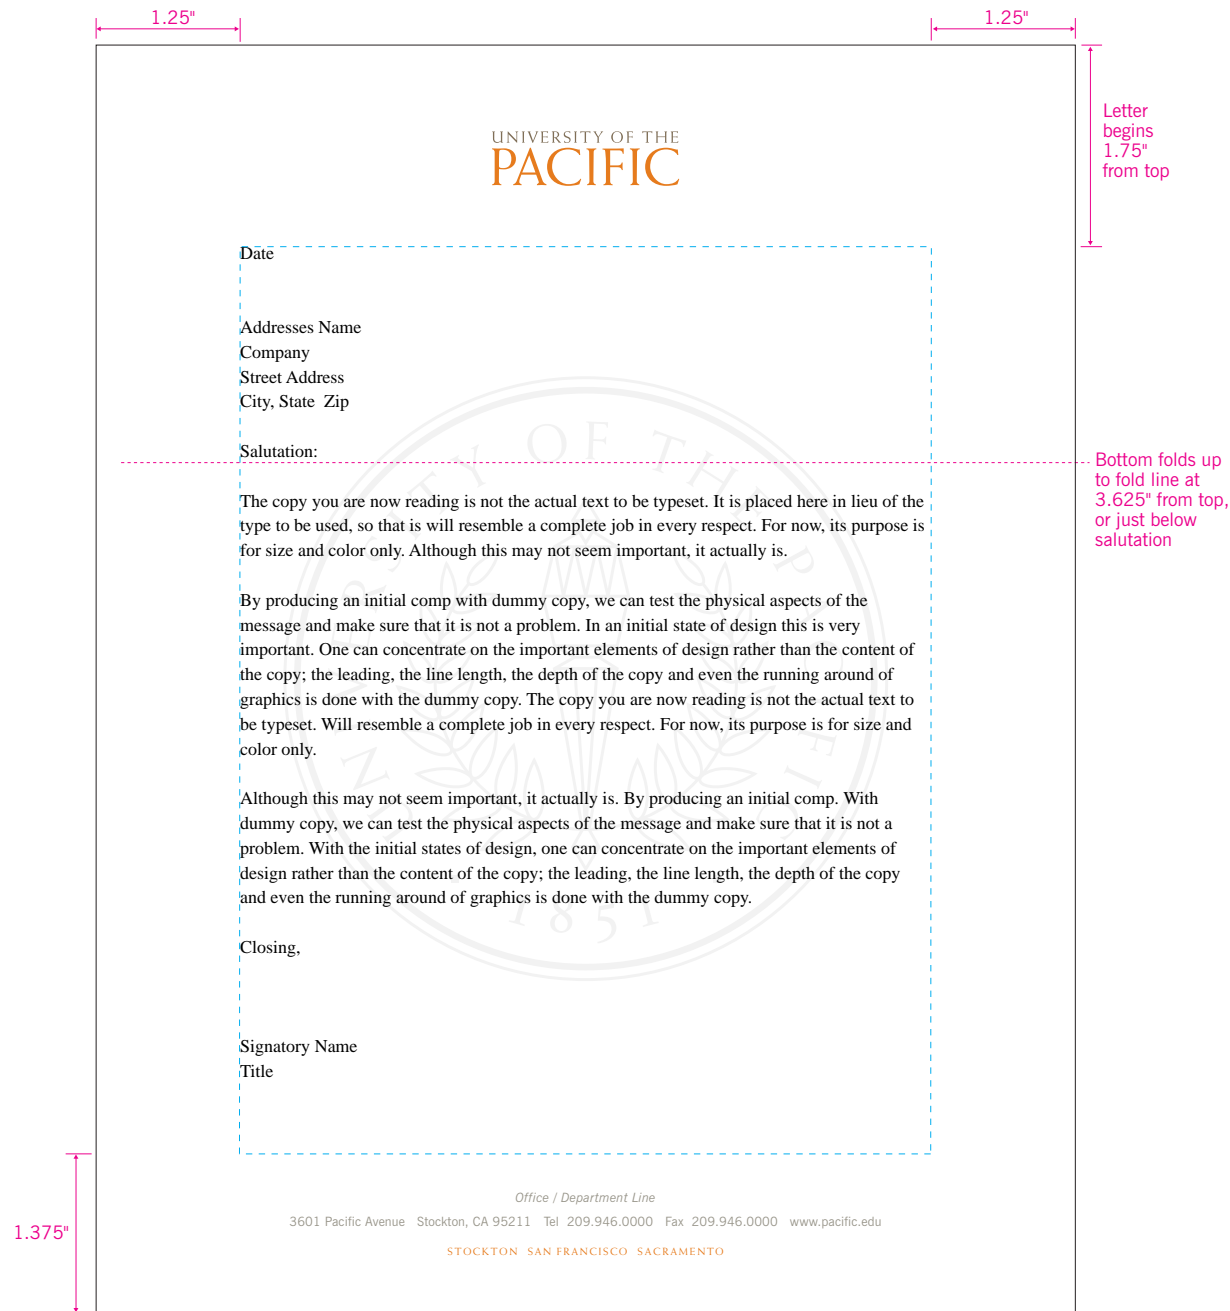 1.25"
1.25"
Letter
begins
1.75"
from top
UNIVERSITY OF THE
PACIFIC
Date
Addresses Name
Company
Street Address
City, State  Zip
Salutation:
Bottom folds up
to fold line at
3.625" from top,
or just below
salutation
The copy you are now reading is not the actual text to be typeset. It is placed here in lieu of the
type to be used, so that is will resemble a complete job in every respect. For now, its purpose is
for size and color only. Although this may not seem important, it actually is.
By producing an initial comp with dummy copy, we can test the physical aspects of the
message and make sure that it is not a problem. In an initial state of design this is very
important. One can concentrate on the important elements of design rather than the content of
the copy; the leading, the line length, the depth of the copy and even the running around of
graphics is done with the dummy copy. The copy you are now reading is not the actual text to
be typeset. Will resemble a complete job in every respect. For now, its purpose is for size and
color only.
Although this may not seem important, it actually is. By producing an initial comp. With
dummy copy, we can test the physical aspects of the message and make sure that it is not a
problem. With the initial states of design, one can concentrate on the important elements of
design rather than the content of the copy; the leading, the line length, the depth of the copy
and even the running around of graphics is done with the dummy copy.
Closing,
Signatory Name
Title
UNIVERSITY OF THE PACIFIC
1851
1.375"
Office / Department Line
3601 Pacific Avenue   Stockton, CA 95211   Tel  209.946.0000   Fax  209.946.0000   www.pacific.edu
STOCKTON  SAN FRANCISCO  SACRAMENTO